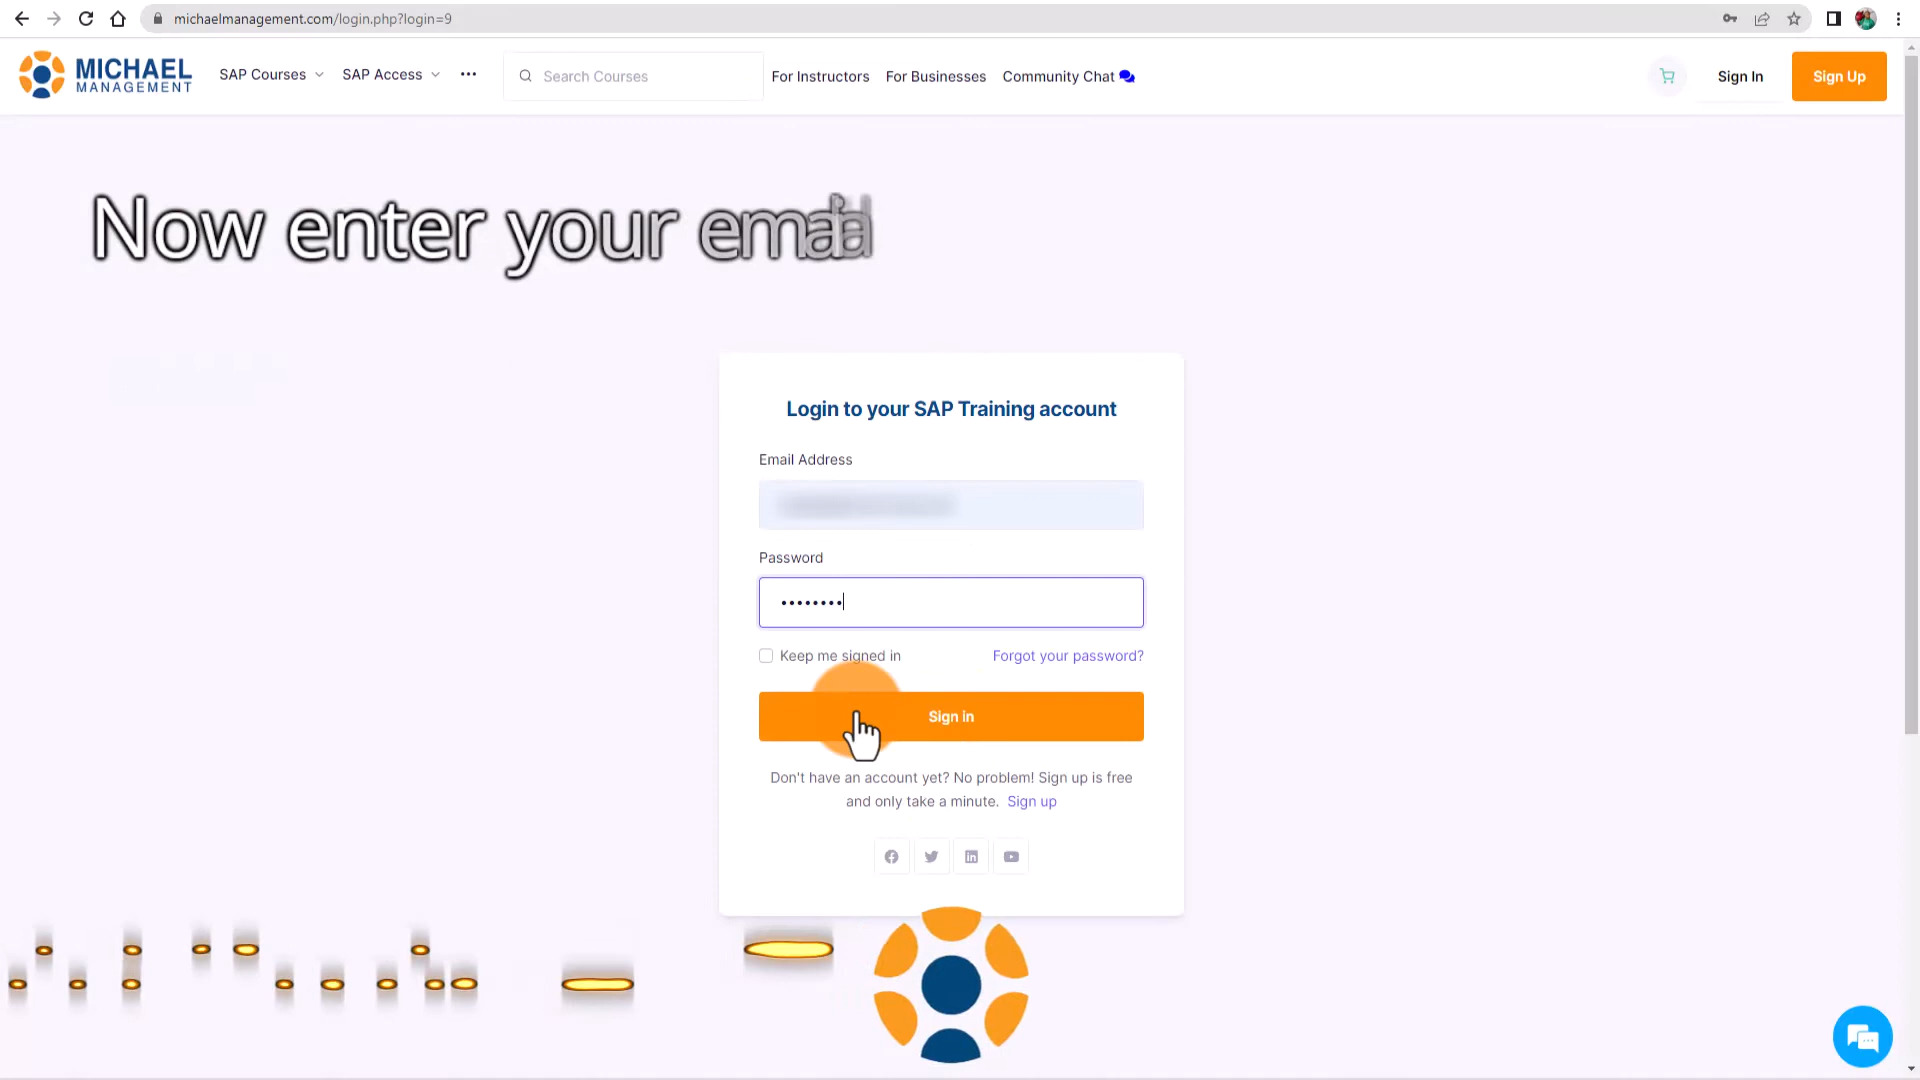 michaelmanagement.com/login.php?login=9
MICHAEL
MANAGEMENT
SAP Courses
SAP Access
Search Courses
For Instructors
For Businesses
Community Chat
Sign In
Sign Up
Now enter your email
Login to your SAP Training account
Email Address
Password
Keep me signed in
Forgot your password?
Sign in
Don't have an account yet? No problem! Sign up is free
and only take a minute. Sign up